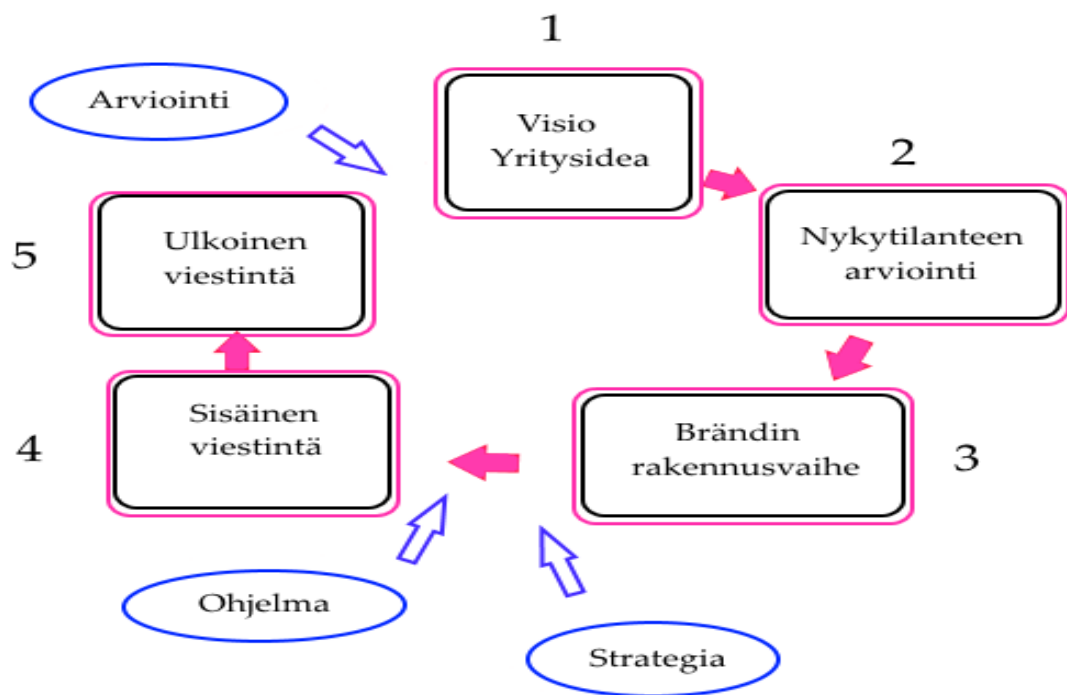 1
Arviointi
Visio
Yritysidea
2
Nykytilanteen
arviointi
5
Ulkoinen
viestintä
4
Sisäinen
viestintä
Brändin
rakennusvaihe
3
Ohjelma
Strategia